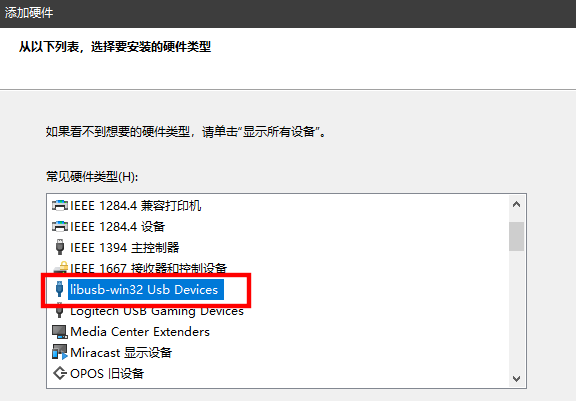 添加硬件
从以下列表，选择要安装的硬件类型
如果看不到想要的硬件类型，请单击“显示所有设备”。
常见硬件类型(H):
IEEE 1284.4 兼容打印机
IEEE 1284.4 设备
IEEE 1394 主控制器
IEEE 1667 接收器和控制设备
libusb-win32 Usb Devices
Logitech USB Gaming Devices
Media Center Extenders
Miracast 显示设备
OPOS 旧设备